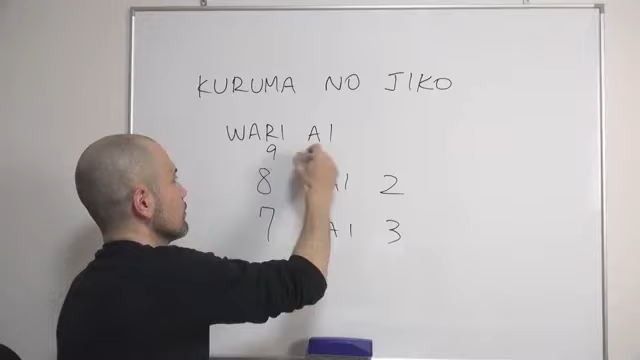 KURUMA NO JIKO
WARI AI
9
8 AI 2
7 AI 3